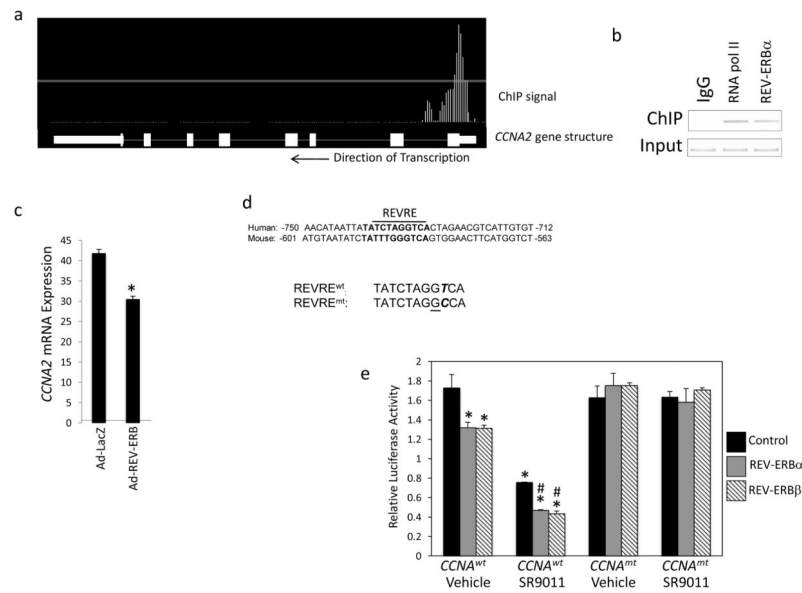 a
ChIP signal
CCNA2 gene structure
Direction of Transcription
b
IgG
RNA pol II
REV-ERBα
ChIP
Input
c
CCNA2 mRNA Expression
45
40
35
30
25
20
15
10
5
0
*
Ad-LacZ
Ad-REV-ERB
d
REVRE
Human: -750 AACATAATTATATCTAGGTCACTAGAACGTCATTGTGT -712
Mouse: -601 ATGTAATATCTATTTGGGTCAGTGGAACTTCATGGTCT -563
REVREwt: TATCTAGGTCA
REVREmt: TATCTAGGCCA
e
Relative Luciferase Activity
2
1.8
1.6
1.4
1.2
1
0.8
0.6
0.4
0.2
0
* *
* # * # *
Control
REV-ERBα
REV-ERBβ
CCNAwt CCNAwt CCNAmt CCNAmt
Vehicle SR9011 Vehicle SR9011